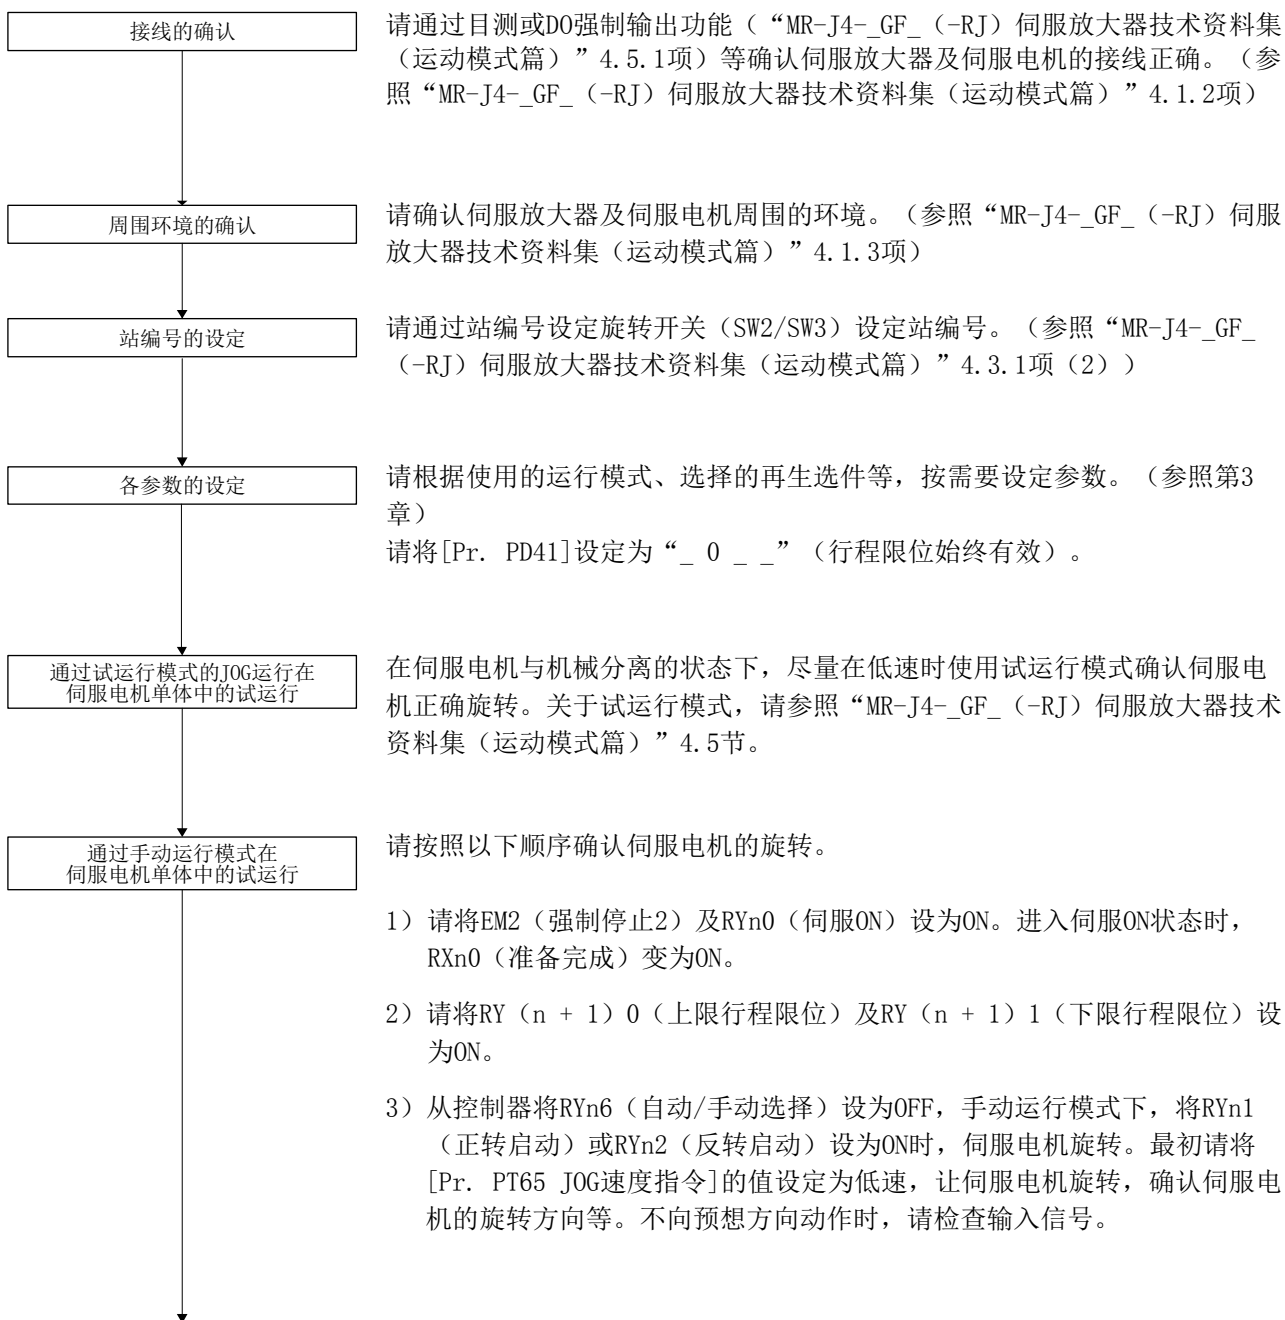 接线的确认
请通过目测或DO强制输出功能（“MR-J4-_GF_（-RJ）伺服放大器技术资料集
（运动模式篇）”4.5.1项）等确认伺服放大器及伺服电机的接线正确。（参
照“MR-J4-_GF_（-RJ）伺服放大器技术资料集（运动模式篇）”4.1.2项）
周围环境的确认
请确认伺服放大器及伺服电机周围的环境。（参照“MR-J4-_GF_（-RJ）伺服
放大器技术资料集（运动模式篇）”4.1.3项）
站编号的设定
请通过站编号设定旋转开关（SW2/SW3）设定站编号。（参照“MR-J4-_GF_
（-RJ）伺服放大器技术资料集（运动模式篇）”4.3.1项（2））
各参数的设定
请根据使用的运行模式、选择的再生选件等，按需要设定参数。（参照第3
章）
请将[Pr. PD41]设定为“_ 0 _ _”（行程限位始终有效）。
通过试运行模式的JOG运行在
伺服电机单体中的试运行
在伺服电机与机械分离的状态下，尽量在低速时使用试运行模式确认伺服电
机正确旋转。关于试运行模式，请参照“MR-J4-_GF_（-RJ）伺服放大器技术
资料集（运动模式篇）”4.5节。
通过手动运行模式在
伺服电机单体中的试运行
请按照以下顺序确认伺服电机的旋转。
1）请将EM2（强制停止2）及RYn0（伺服ON）设为ON。进入伺服ON状态时，
RXn0（准备完成）变为ON。
2）请将RY（n + 1）0（上限行程限位）及RY（n + 1）1（下限行程限位）设
为ON。
3）从控制器将RYn6（自动/手动选择）设为OFF，手动运行模式下，将RYn1
（正转启动）或RYn2（反转启动）设为ON时，伺服电机旋转。最初请将
[Pr. PT65 JOG速度指令]的值设定为低速，让伺服电机旋转，确认伺服电
机的旋转方向等。不向预想方向动作时，请检查输入信号。